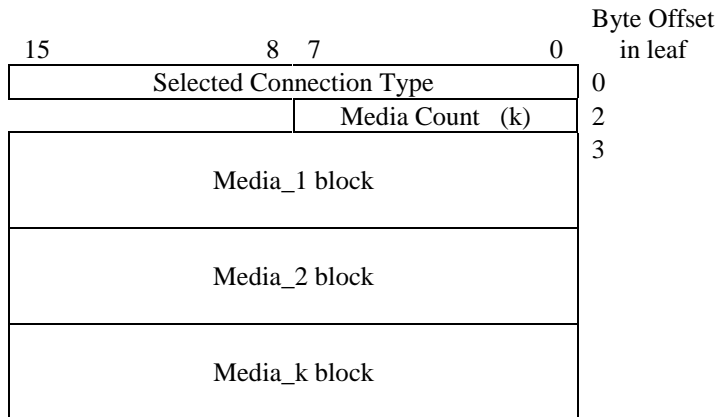 Byte Offset
15 8 7 0 in leaf
Selected Connection Type 0
Media Count (k) 2
3
Media_1 block
Media_2 block
Media_k block